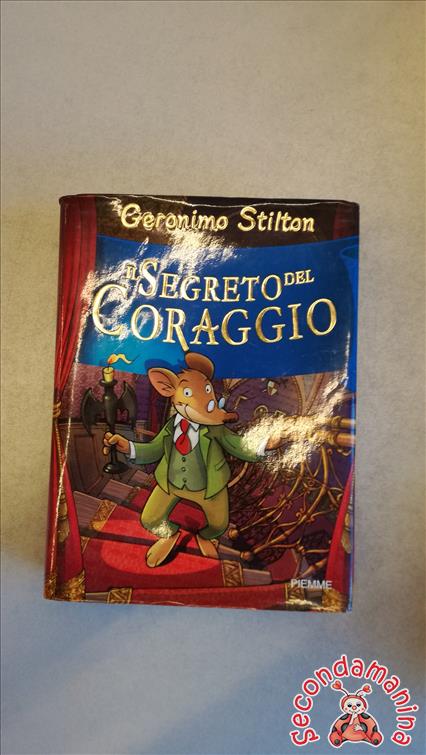 Geronimo Stilton
IL SEGRETO DEL
CORAGGIO
PIEMME
Secondamanina